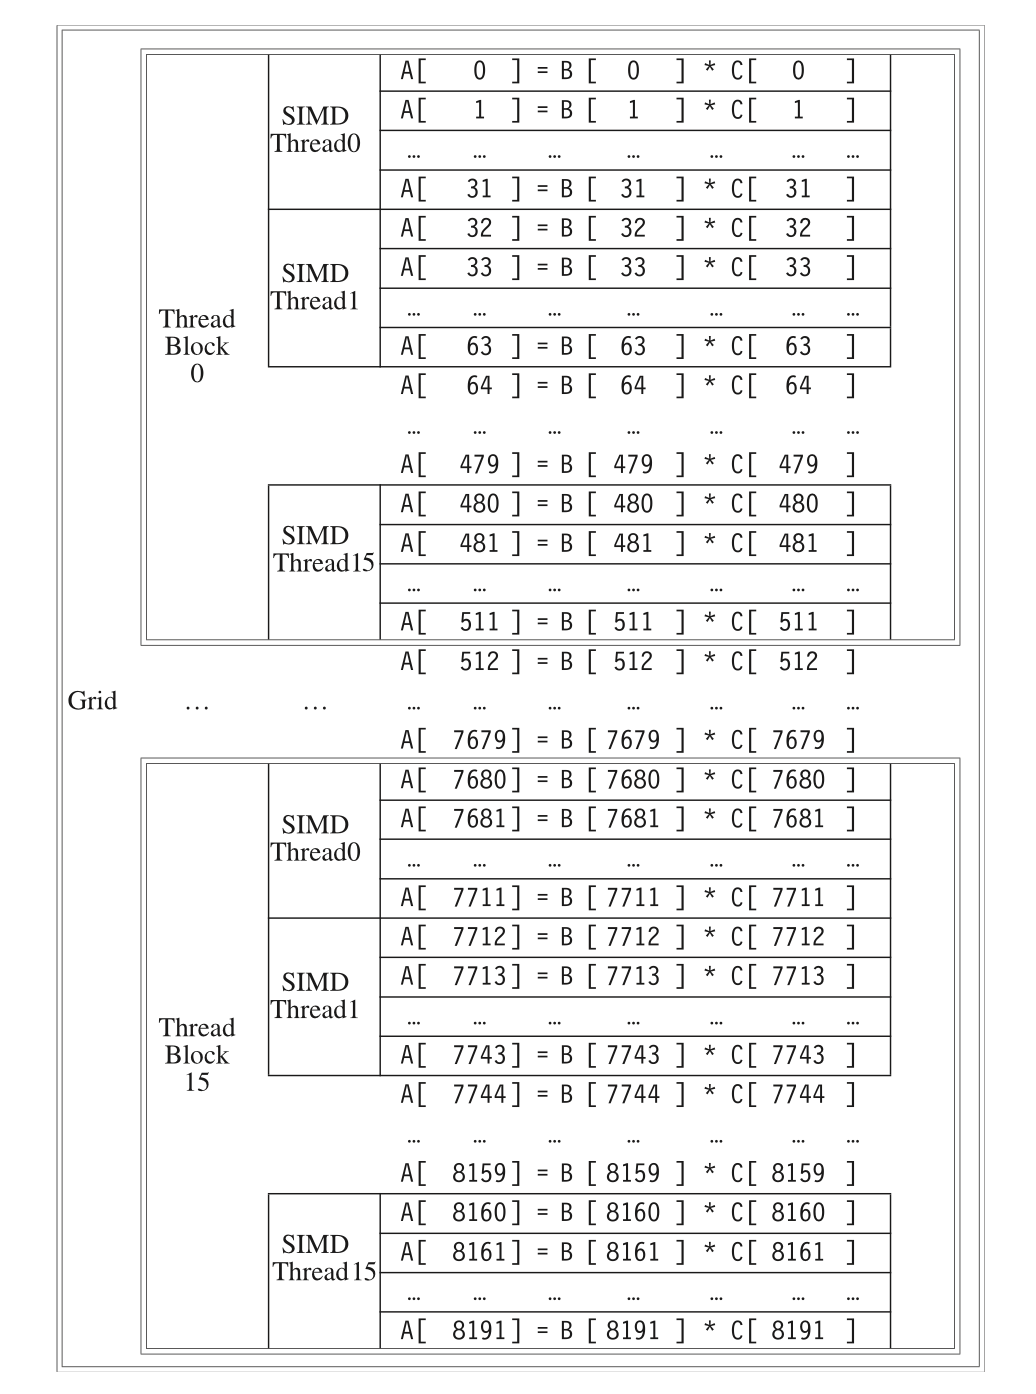 A[ 0 ] = B [ 0 ] * C[ 0 ]
SIMD
Thread0
A[ 1 ] = B [ 1 ] * C[ 1 ]
… … … … … … …
A[ 31 ] = B [ 31 ] * C[ 31 ]
A[ 32 ] = B [ 32 ] * C[ 32 ]
SIMD
Thread1
A[ 33 ] = B [ 33 ] * C[ 33 ]
… … … … … … …
Thread
Block
0
A[ 63 ] = B [ 63 ] * C[ 63 ]
A[ 64 ] = B [ 64 ] * C[ 64 ]
… … … … … … …
A[ 479 ] = B [ 479 ] * C[ 479 ]
A[ 480 ] = B [ 480 ] * C[ 480 ]
SIMD
Thread15
A[ 481 ] = B [ 481 ] * C[ 481 ]
… … … … … … …
A[ 511 ] = B [ 511 ] * C[ 511 ]
A[ 512 ] = B [ 512 ] * C[ 512 ]
Grid … … … … … … … … …
A[ 7679 ] = B [ 7679 ] * C[ 7679 ]
A[ 7680 ] = B [ 7680 ] * C[ 7680 ]
SIMD
Thread0
A[ 7681 ] = B [ 7681 ] * C[ 7681 ]
… … … … … … …
A[ 7711 ] = B [ 7711 ] * C[ 7711 ]
A[ 7712 ] = B [ 7712 ] * C[ 7712 ]
SIMD
Thread1
A[ 7713 ] = B [ 7713 ] * C[ 7713 ]
… … … … … … …
Thread
Block
15
A[ 7743 ] = B [ 7743 ] * C[ 7743 ]
A[ 7744 ] = B [ 7744 ] * C[ 7744 ]
… … … … … … …
A[ 8159 ] = B [ 8159 ] * C[ 8159 ]
A[ 8160 ] = B [ 8160 ] * C[ 8160 ]
SIMD
Thread15
A[ 8161 ] = B [ 8161 ] * C[ 8161 ]
… … … … … … …
A[ 8191 ] = B [ 8191 ] * C[ 8191 ]